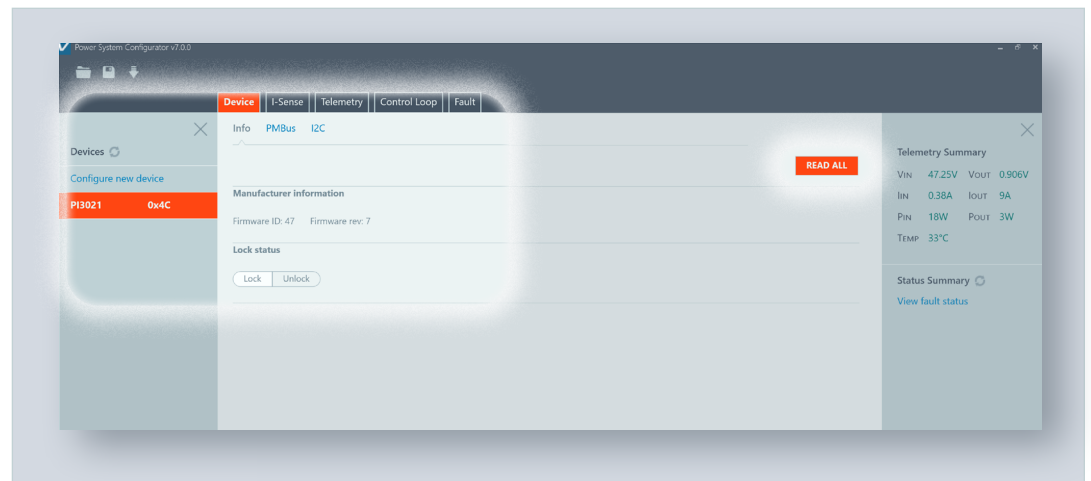 Power System Configurator v7.0.0
Device I-Sense Telemetry Control Loop Fault
Info PMBus I2C
Devices
Configure new device
PI3021 0x4C
READ ALL
Manufacturer information
Firmware ID: 47 Firmware rev: 7
Lock status
Lock Unlock
Telemetry Summary
VIN 47.25V VOUT 0.906V
IIN 0.38A IOUT 9A
PIN 18W POUT 3W
TEMP 33°C
Status Summary
View fault status